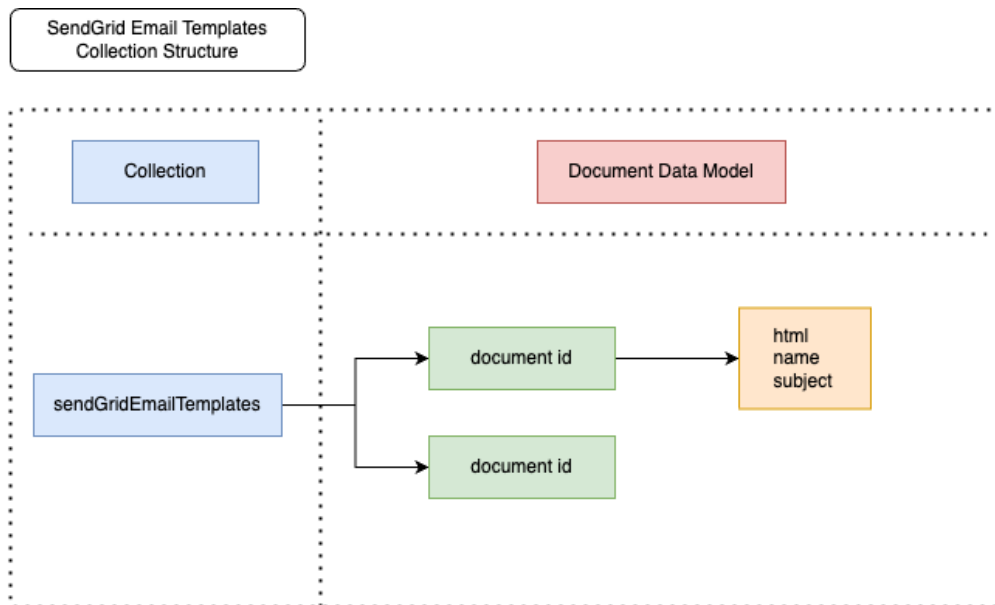 SendGrid Email Templates
Collection Structure
Collection
Document Data Model
sendGridEmailTemplates
document id
html
name
subject
document id